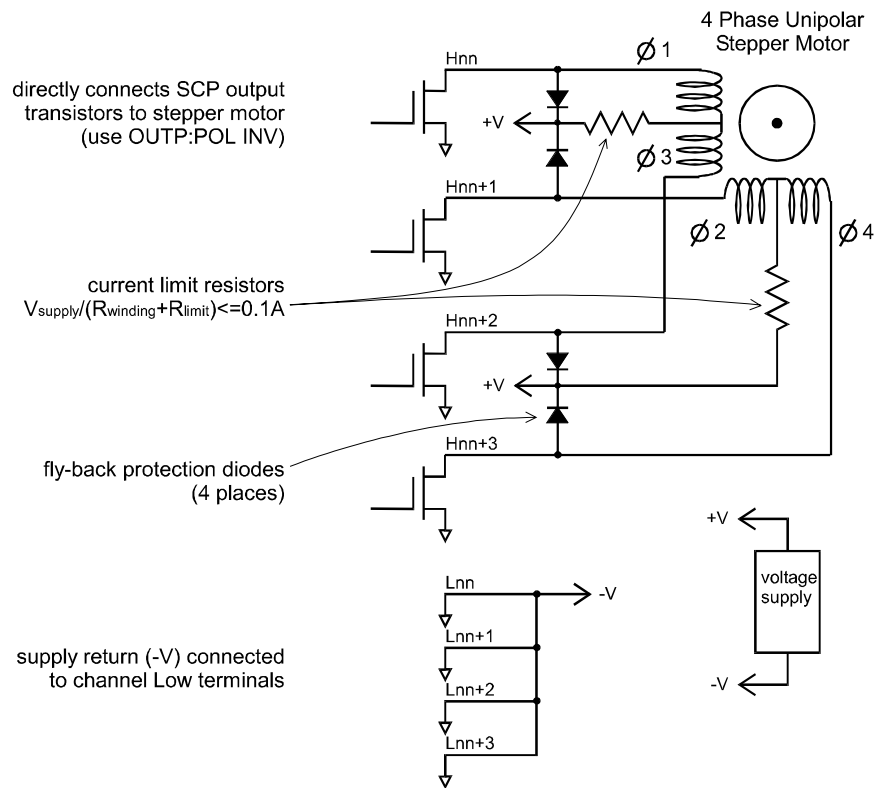 4 Phase Unipolar
Stepper Motor
Hnn
Ø 1
directly connects SCP output
transistors to stepper motor
(use OUTP:POL INV)
+V
Ø 3
Hnn+1
Ø 2
Ø 4
current limit resistors
Vsupply/(Rwinding+Rlimit)<=0.1A
Hnn+2
+V
Hnn+3
fly-back protection diodes
(4 places)
+V
voltage
supply
-V
Lnn
-V
Lnn+1
supply return (-V) connected
to channel Low terminals
Lnn+2
Lnn+3